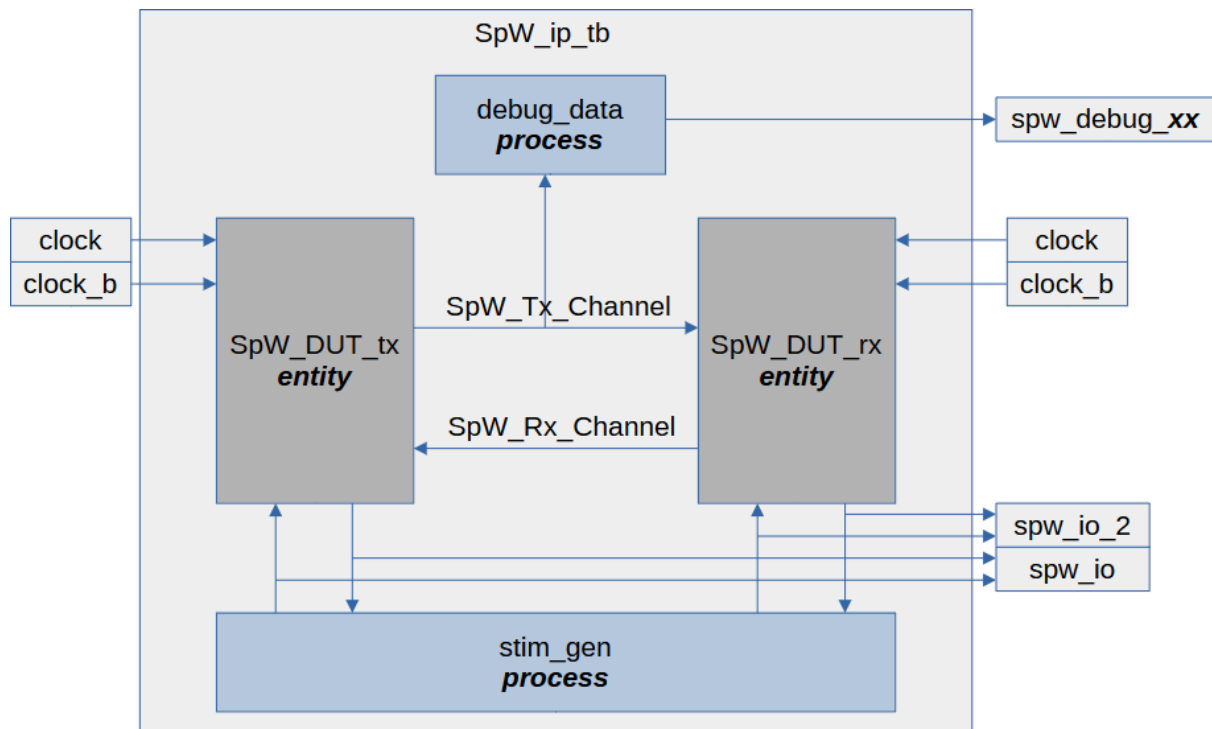 SpW_ip_tb
debug_data
process
spw_debug_xx
clock
clock_b
clock
clock_b
SpW_Tx_Channel
SpW_DUT_tx
entity
SpW_DUT_rx
entity
SpW_Rx_Channel
spw_io_2
spw_io
stim_gen
process